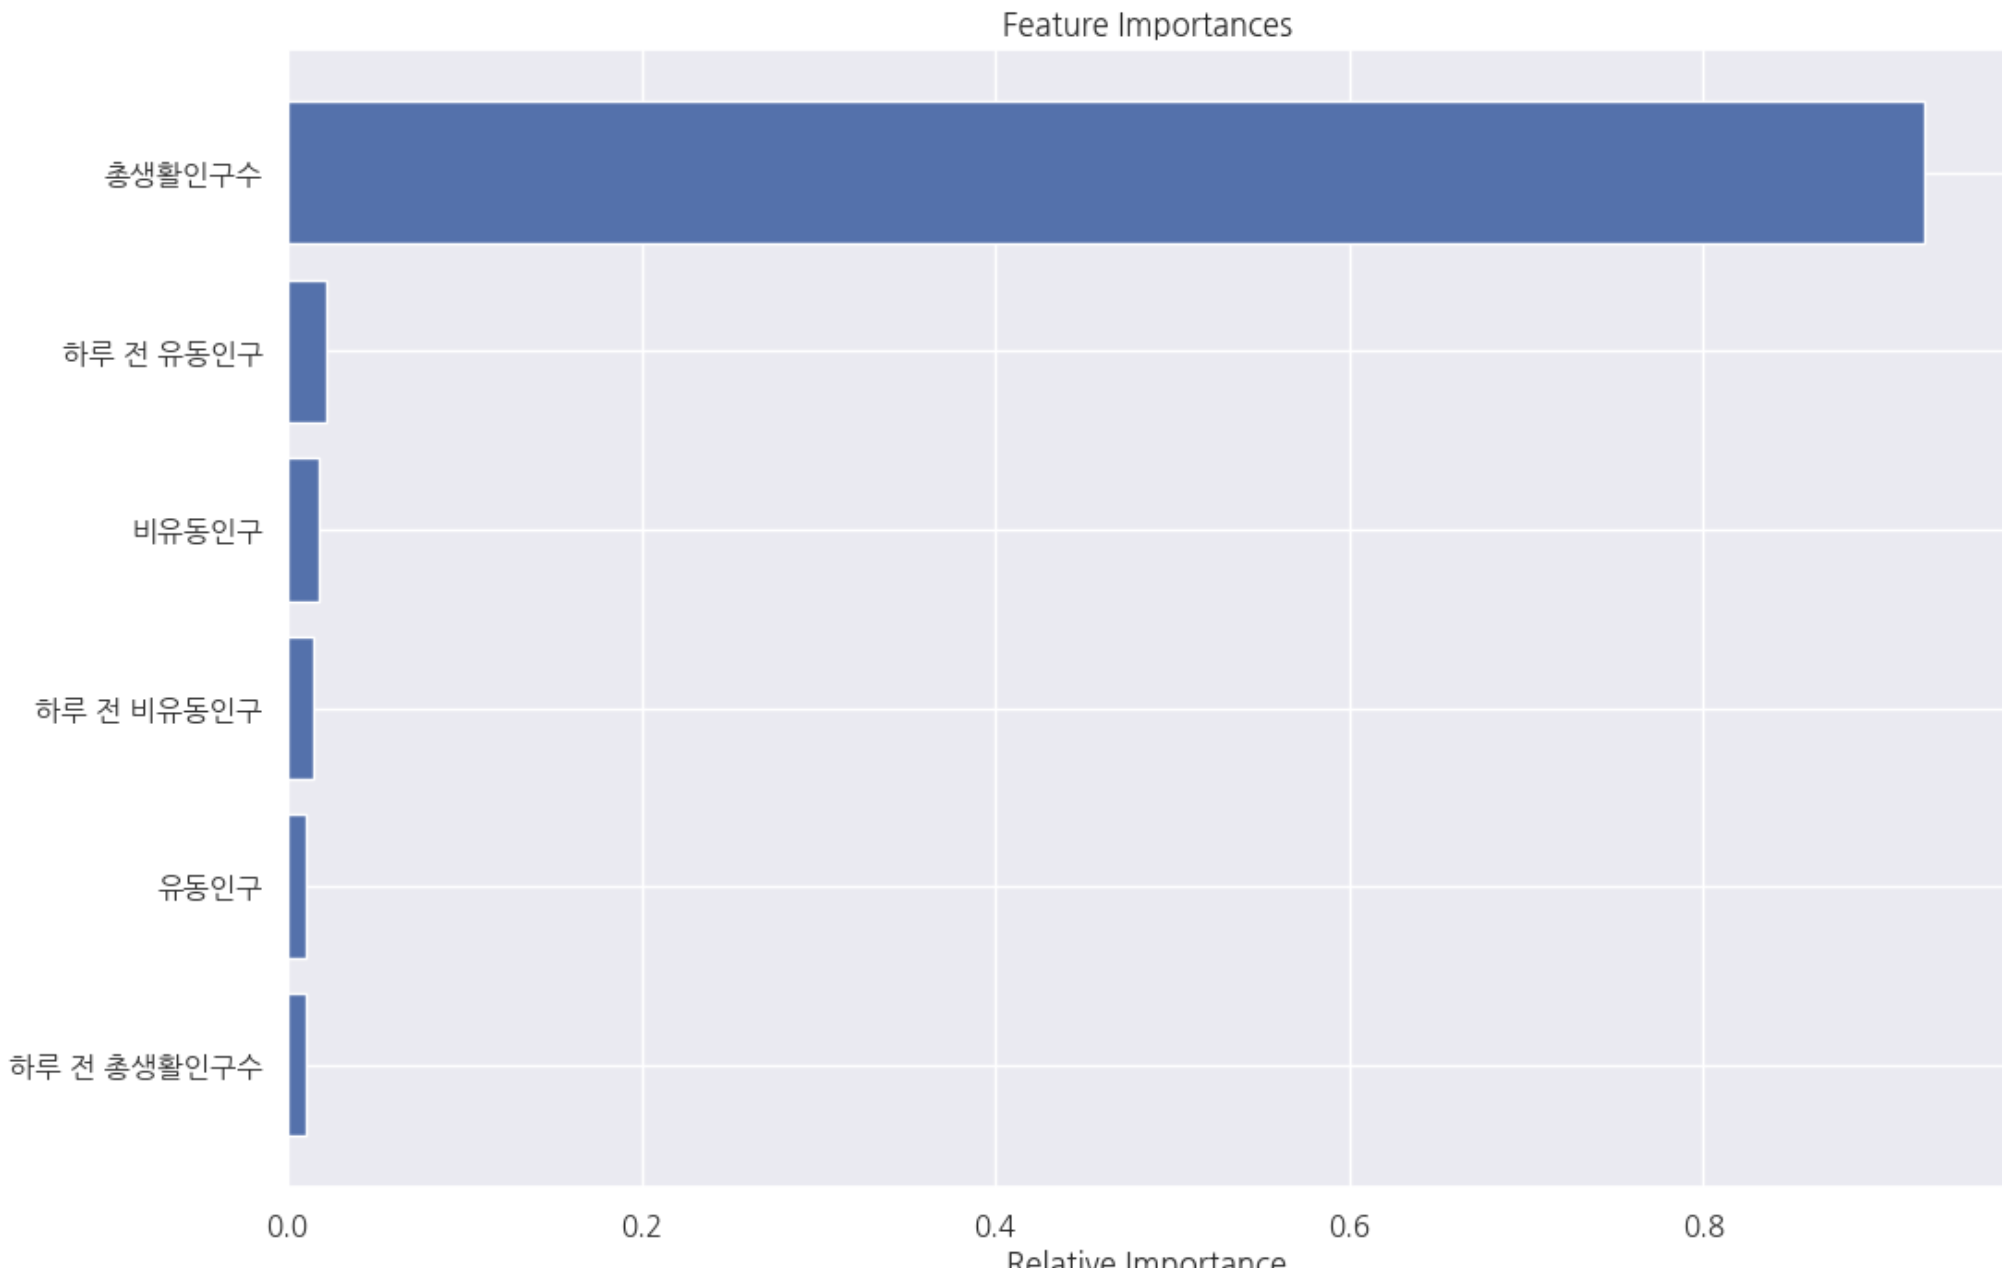 Feature Importances
총생활인구수
하루 전 유동인구
비유동인구
하루 전 비유동인구
유동인구
하루 전 총생활인구수
0.0 0.2 0.4 0.6 0.8
Relative Importance